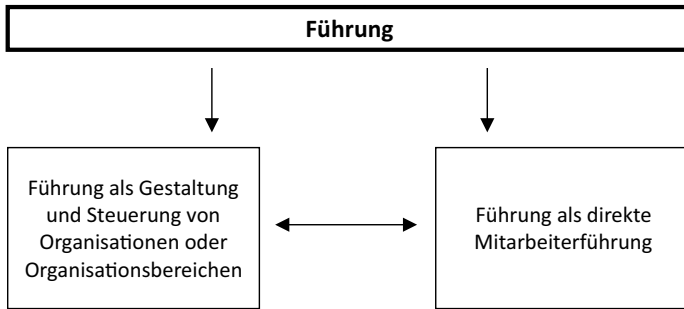 Führung
Führung als Gestaltung
und Steuerung von
Organisationen oder
Organisationsbereichen
Führung als direkte
Mitarbeiterführung